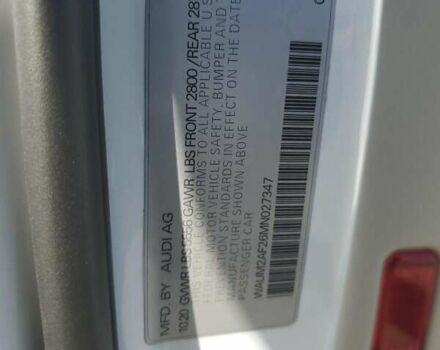 MFD. BY AUDI AG
10.20 GVWR LBS 5556 GAWR LBS FRONT 2800 / REAR 28
THIS VEHICLE CONFORMS TO ALL APPLICABLE U S
MOTOR VEHICLE SAFETY, BUMPER AND
PREVENTION STANDARDS IN EFFECT ON THE DATE
MANUFACTURE SHOWN ABOVE
PASSENGER CAR
WAUM2AF26MN027347